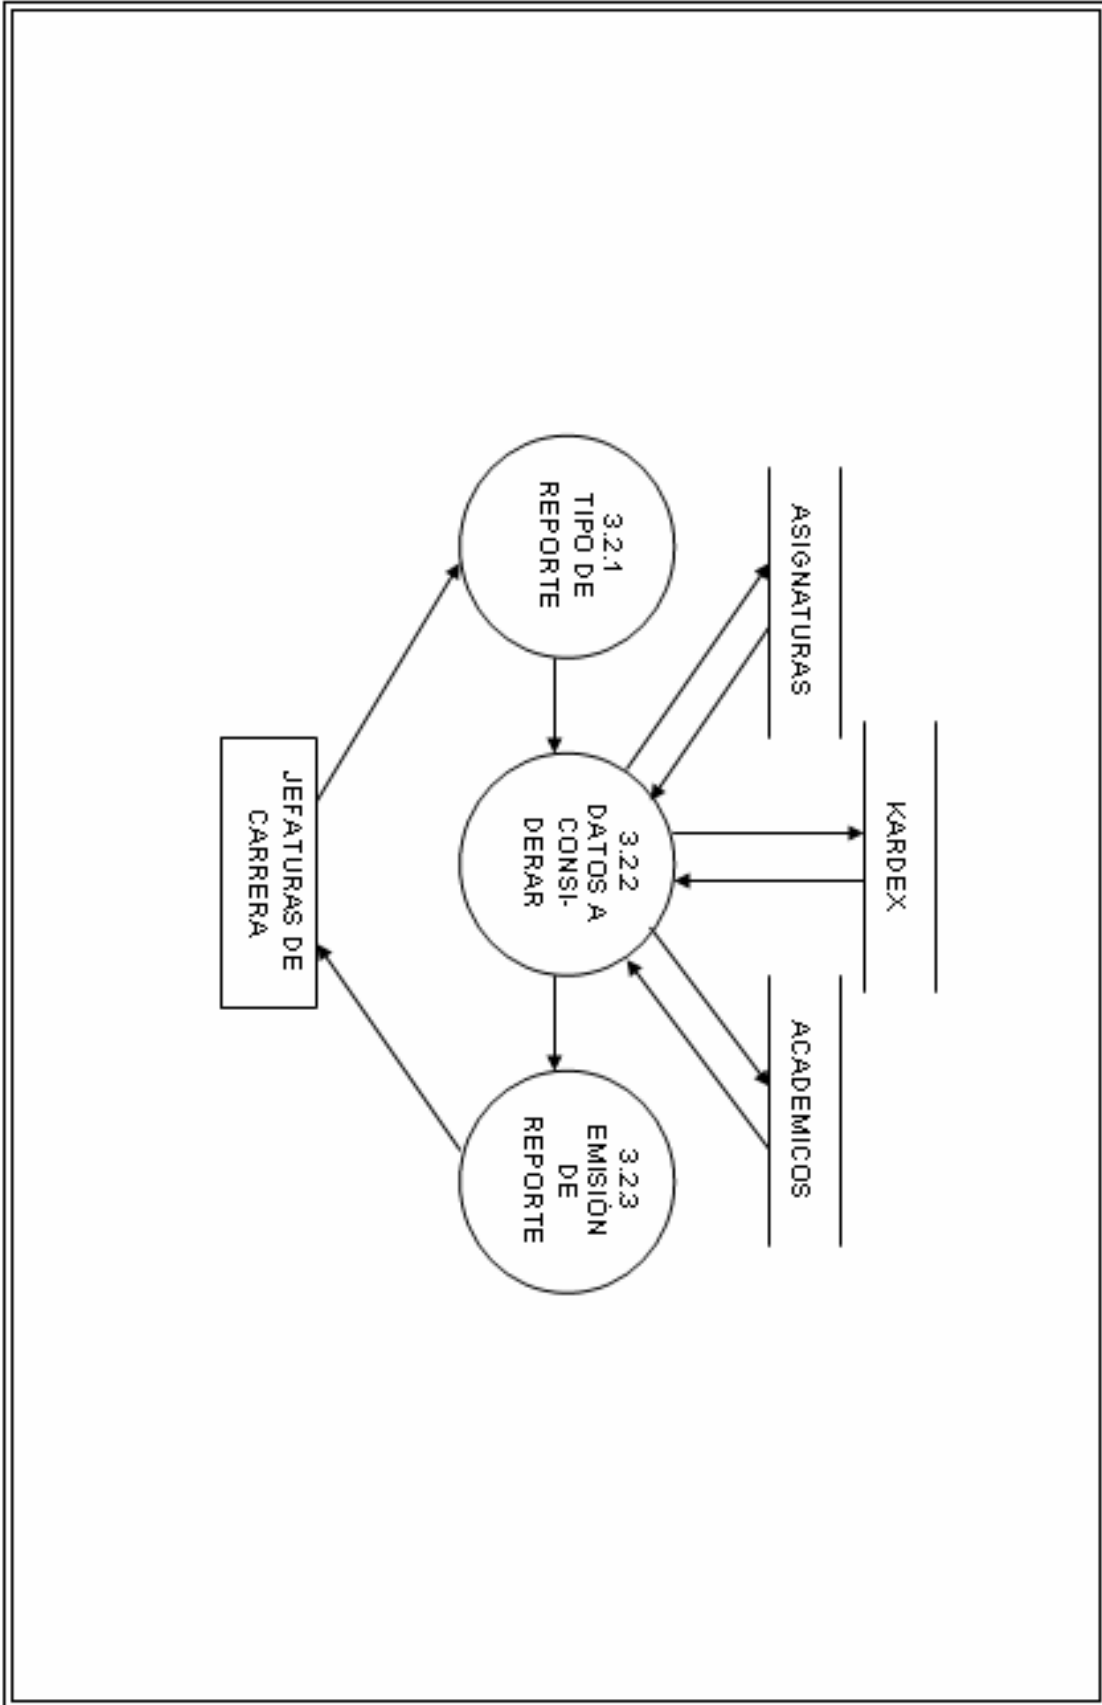 KARDEX
ASIGNATURAS
ACADEMICOS
3.2.1
TIPO DE
REPORTE
3.2.2
DATOS A
CONSI-
DERAR
3.2.3
EMISIÓN
DE
REPORTE
JEFATURAS DE
CARRERA